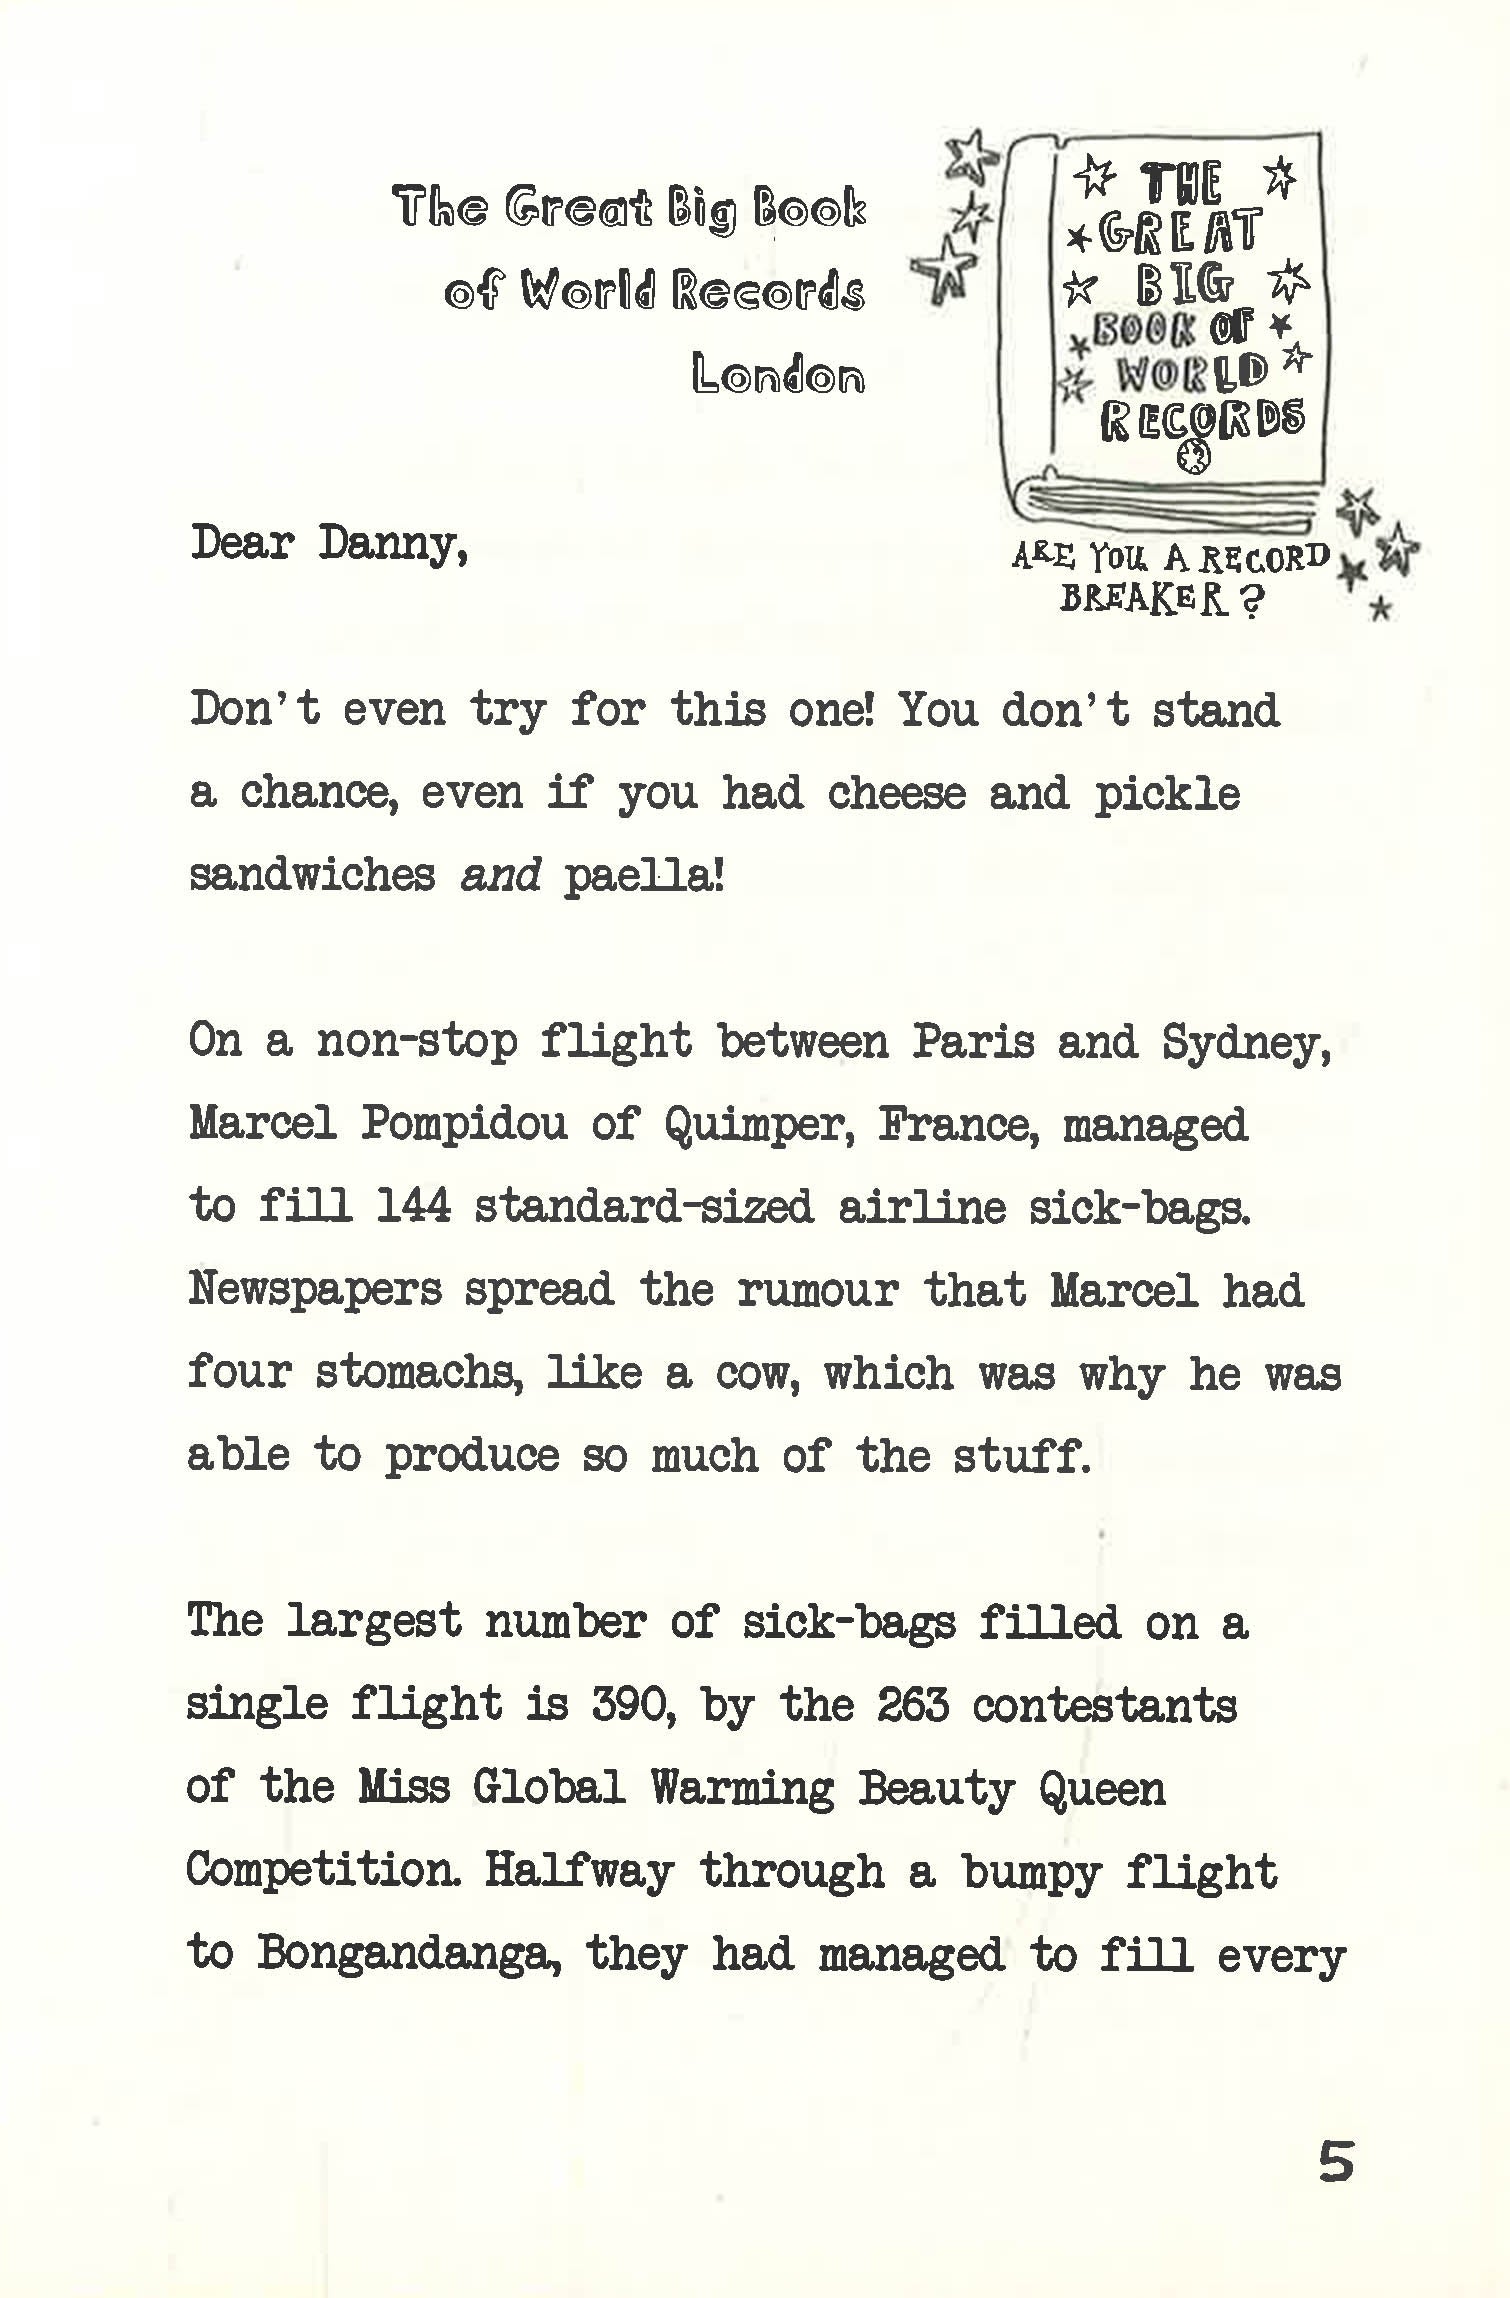 The Great Big Book
of World Records
London
THE
GREAT
BIG
BOOK OF
WORLD
RECORDS
ARE YOU A RECORD
BREAKER?
Dear Danny,
Don't even try for this one! You don't stand
a chance, even if you had cheese and pickle
sandwiches and paella!
On a non-stop flight between Paris and Sydney,
Marcel Pompidou of Quimper, France, managed
to fill 144 standard-sized airline sick-bags.
Newspapers spread the rumour that Marcel had
four stomachs, like a cow, which was why he was
able to produce so much of the stuff.
The largest number of sick-bags filled on a
single flight is 390, by the 263 contestants
of the Miss Global Warming Beauty Queen
Competition. Halfway through a bumpy flight
to Bongandanga, they had managed to fill every
5